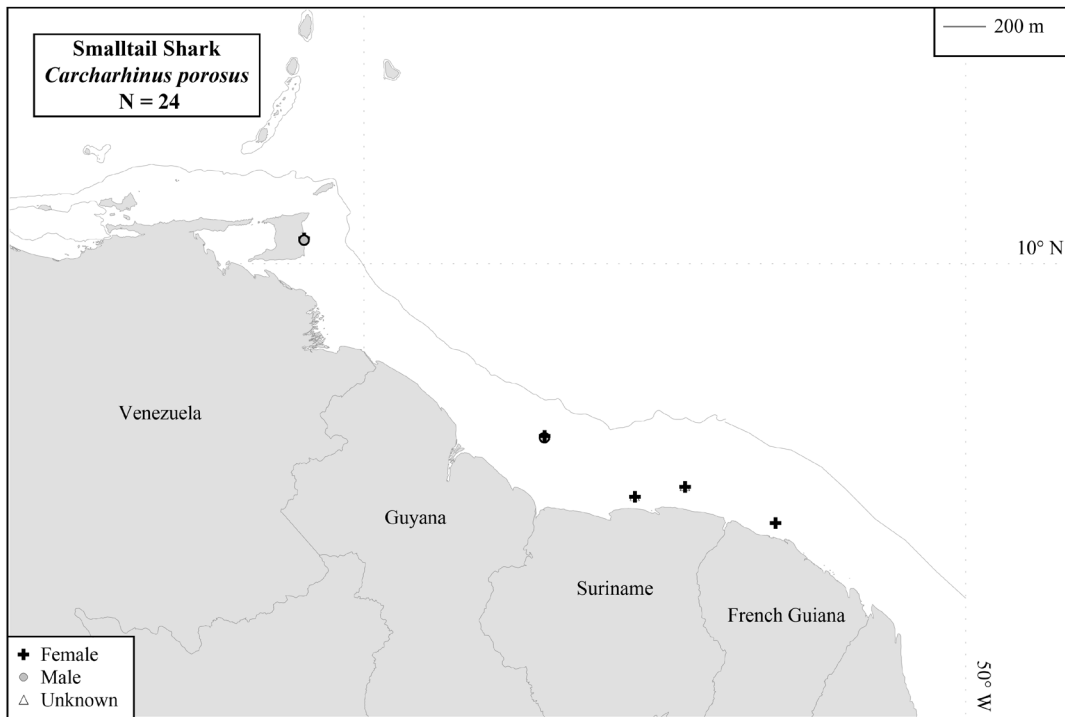 Smalltail Shark
Carcharhinus porosus
N = 24
200 m
10° N
Venezuela
Guyana
Suriname
French Guiana
Female
Male
Unknown
50° W